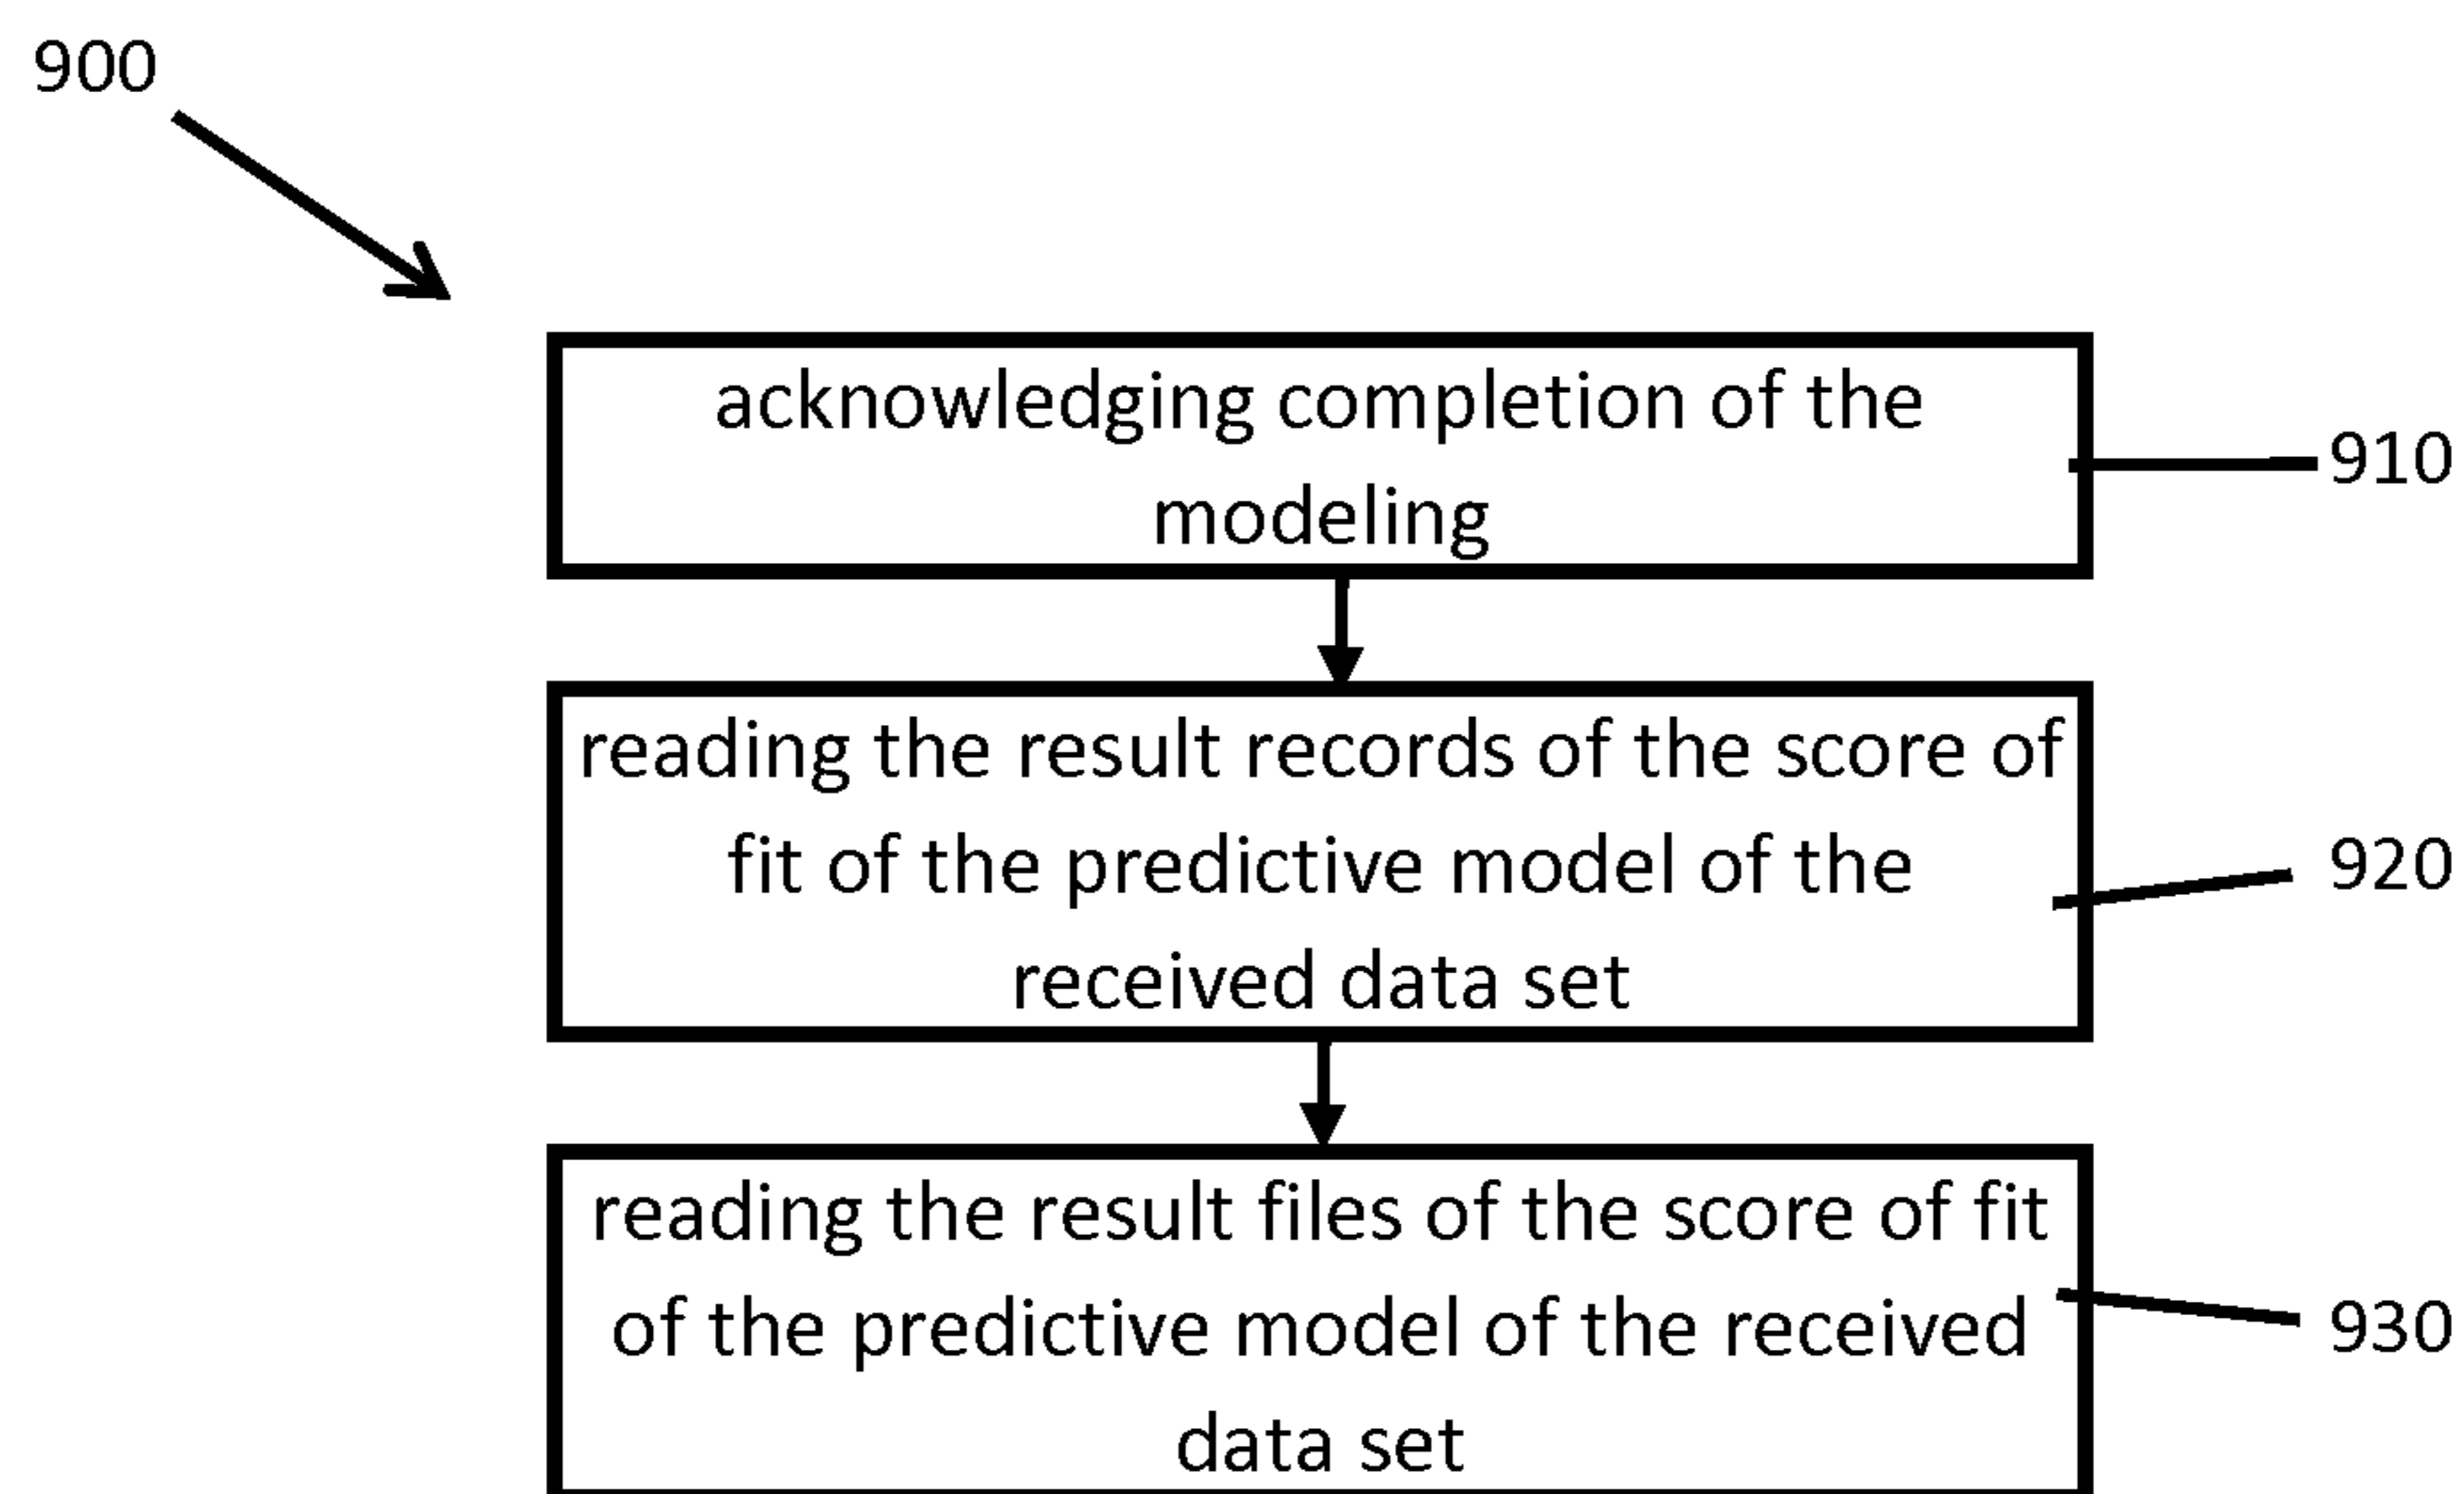 900
acknowledging completion of the
modeling
910
reading the result records of the score of
fit of the predictive model of the
received data set
920
reading the result files of the score of fit
of the predictive model of the received
data set
930